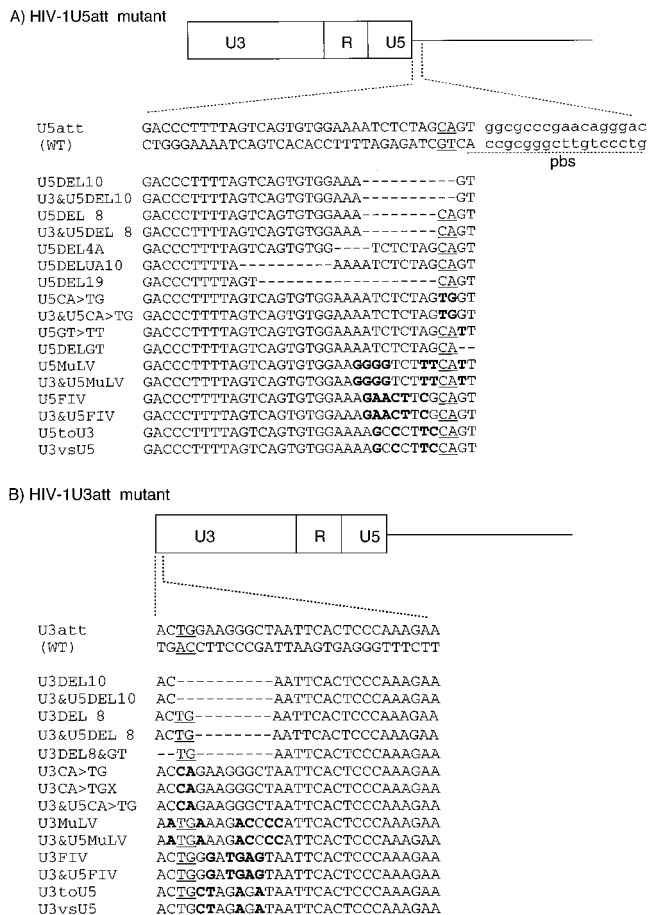 A) HIV-1U5att mutant
U3 R U5
U5att GACCCTTTTAGTCAGTGTGGAAAATCTCTAGCAGT ggcgcccgaacagggac
(WT) CTGGGAAAATCAGTCACACCTTTTAGAGATCGTCA ccgcgggcttgtccctg
pbs
U5DEL10 GACCCTTTTAGTCAGTGTGGAAA----------GT
U3&U5DEL10 GACCCTTTTAGTCAGTGTGGAAA----------GT
U5DEL 8 GACCCTTTTAGTCAGTGTGGAAA--------CAGT
U3&U5DEL 8 GACCCTTTTAGTCAGTGTGGAAA--------CAGT
U5DEL4A GACCCTTTTAGTCAGTGTGG----TCTCTAGCAGT
U5DELUA10 GACCCTTTTA----------AAAATCTCTAGCAGT
U5DEL19 GACCCTTTTAGT-------------------CAGT
U5CA>TG GACCCTTTTAGTCAGTGTGGAAAATCTCTAGTGGT
U3&U5CA>TG GACCCTTTTAGTCAGTGTGGAAAATCTCTAGTGGT
U5GT>TT GACCCTTTTAGTCAGTGTGGAAAATCTCTAGCATT
U5DELGT GACCCTTTTAGTCAGTGTGGAAAATCTCTAGCA--
U5MuLV GACCCTTTTAGTCAGTGTGGAAGGGGTCTTTCATT
U3&U5MuLV GACCCTTTTAGTCAGTGTGGAAGGGGTCTTTCATT
U5FIV GACCCTTTTAGTCAGTGTGGAAAGAACTTCGCAGT
U3&U5FIV GACCCTTTTAGTCAGTGTGGAAAGAACTTCGCAGT
U5toU3 GACCCTTTTAGTCAGTGTGGAAAAGCCCTTCCAGT
U3vsU5 GACCCTTTTAGTCAGTGTGGAAAAGCCCTTCCAGT
B) HIV-1U3att mutant
U3 R U5
U3att ACTGGAAGGGCTAATTCACTCCCAAAGAA
(WT) TGACCTTCCCGATTAAGTGAGGGTTTCTT
U3DEL10 AC----------AATTCACTCCCAAAGAA
U3&U5DEL10 AC----------AATTCACTCCCAAAGAA
U3DEL 8 ACTG--------AATTCACTCCCAAAGAA
U3&U5DEL 8 ACTG--------AATTCACTCCCAAAGAA
U3DEL8&GT --TG--------AATTCACTCCCAAAGAA
U3CA>TG ACCAGAAGGGCTAATTCACTCCCAAAGAA
U3CA>TGX ACCAGAAGGGCTAATTCACTCCCAAAGAA
U3&U5CA>TG ACCAGAAGGGCTAATTCACTCCCAAAGAA
U3MuLV AATGAAAGACCCCATTCACTCCCAAAGAA
U3&U5MuLV AATGAAAGACCCCATTCACTCCCAAAGAA
U3FIV ACTGGGATGAGTAATTCACTCCCAAAGAA
U3&U5FIV ACTGGGATGAGTAATTCACTCCCAAAGAA
U3toU5 ACTGCTAGAGATAATTCACTCCCAAAGAA
U3vsU5 ACTGCTAGAGATAATTCACTCCCAAAGAA